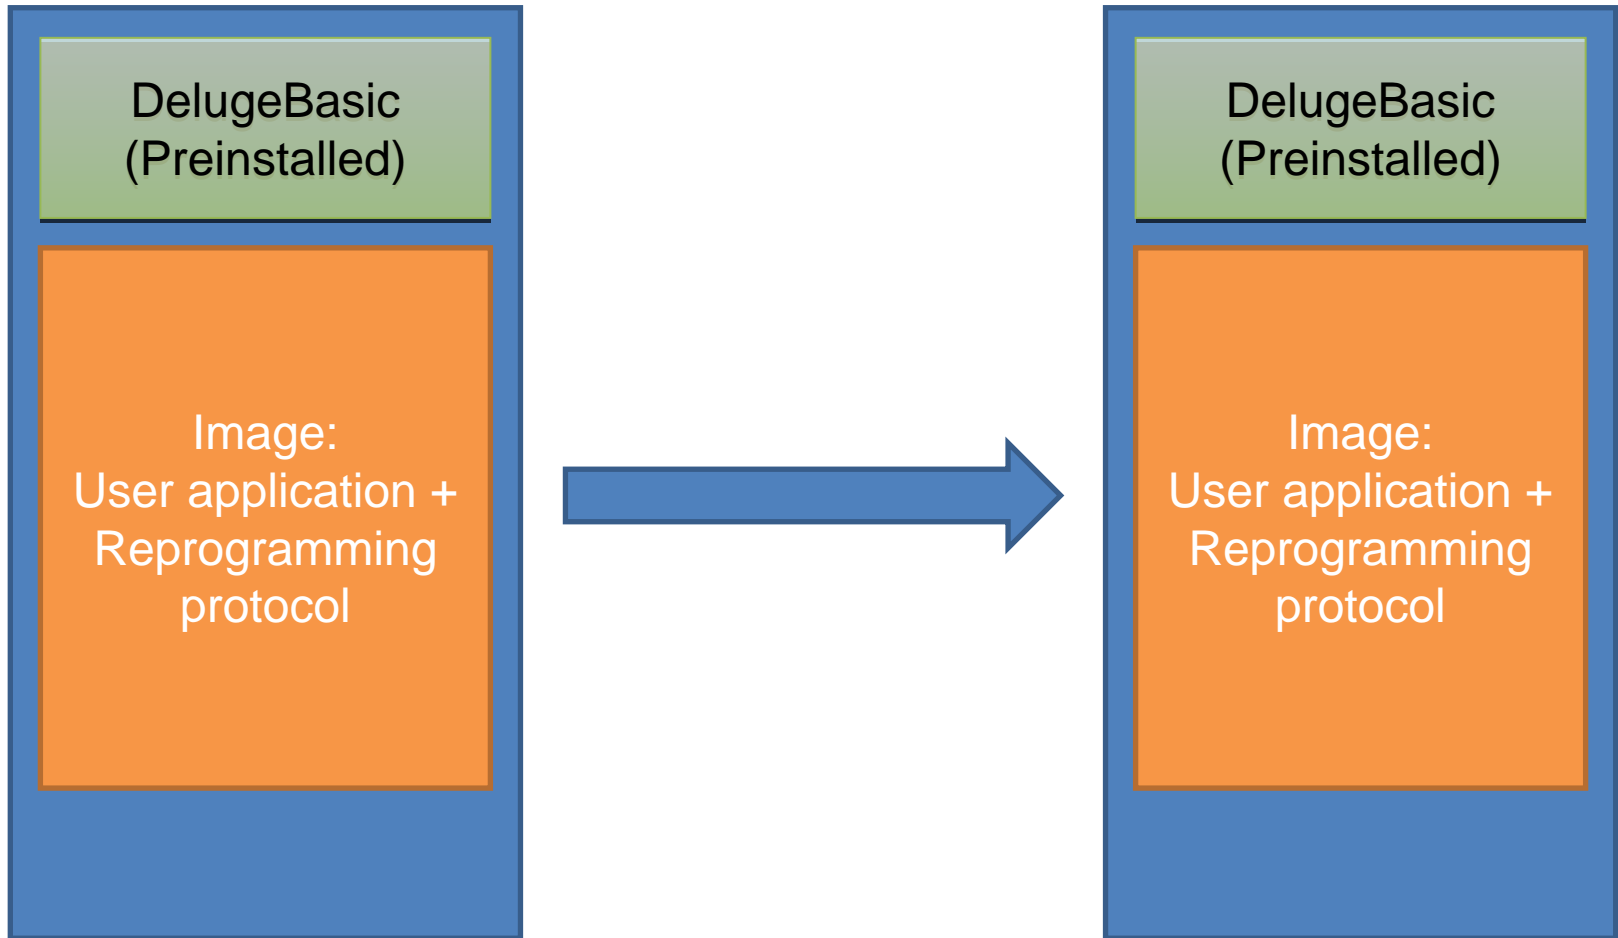 DelugeBasic
(Preinstalled)
Image:
User application +
Reprogramming
protocol
DelugeBasic
(Preinstalled)
Image:
User application +
Reprogramming
protocol